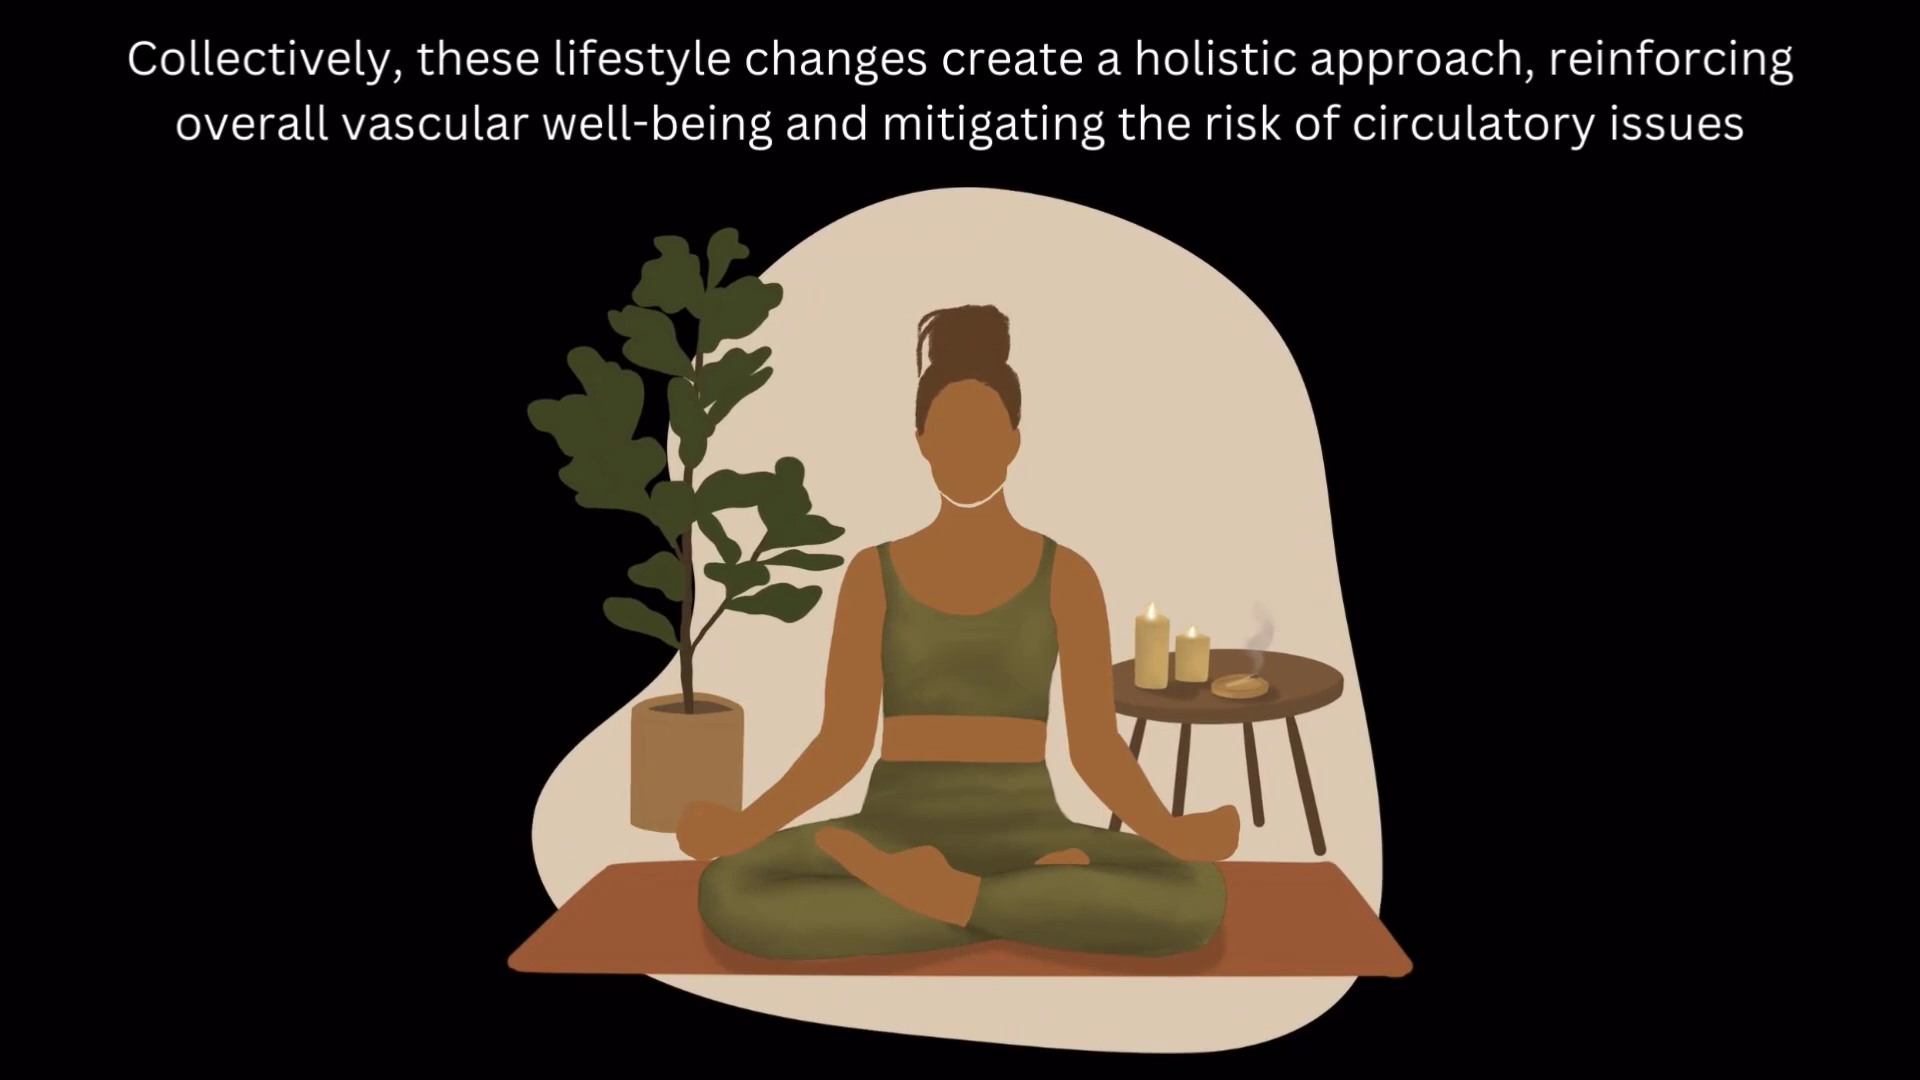 Collectively, these lifestyle changes create a holistic approach, reinforcing
overall vascular well-being and mitigating the risk of circulatory issues